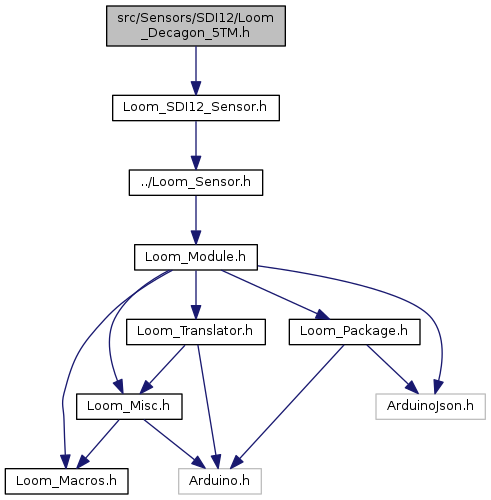 src/Sensors/SDI12/Loom
_Decagon_5TM.h
Loom_SDI12_Sensor.h
../Loom_Sensor.h
Loom_Module.h
Loom_Translator.h
Loom_Package.h
Loom_Misc.h
ArduinoJson.h
Loom_Macros.h
Arduino.h